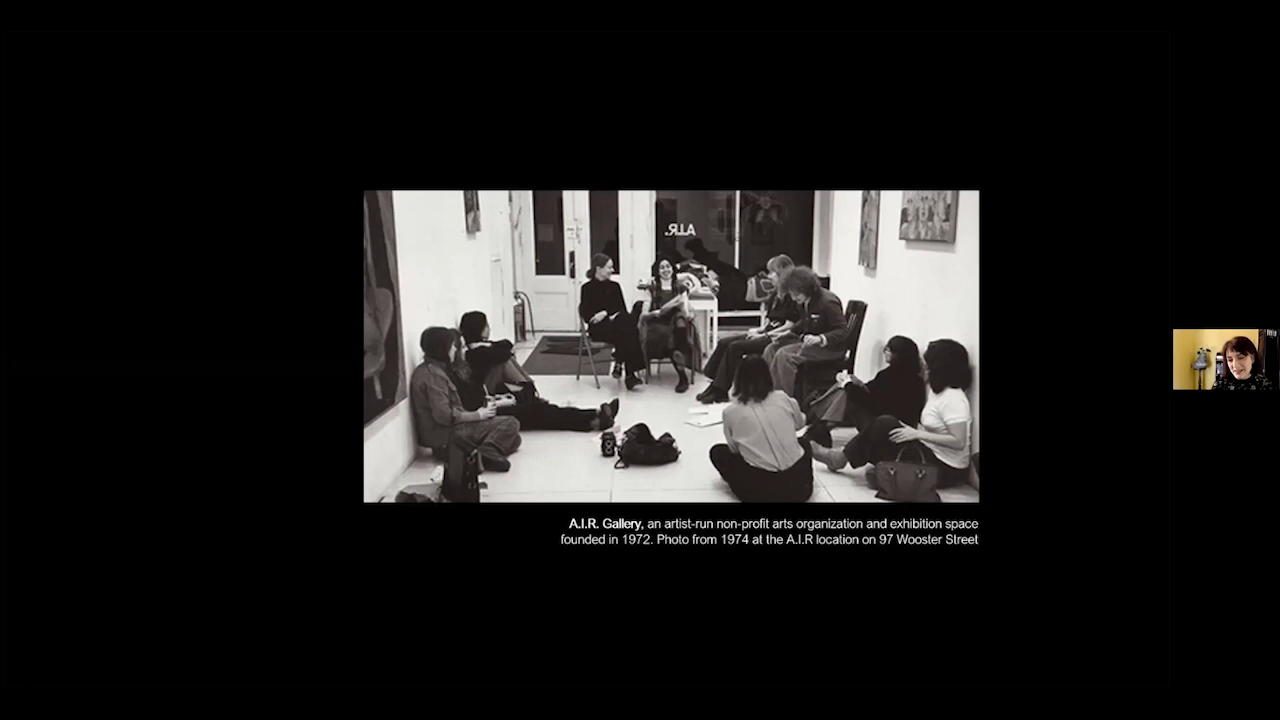 A.I.R.
A.I.R. Gallery, an artist-run non-profit arts organization and exhibition space
founded in 1972. Photo from 1974 at the A.I.R location on 97 Wooster Street